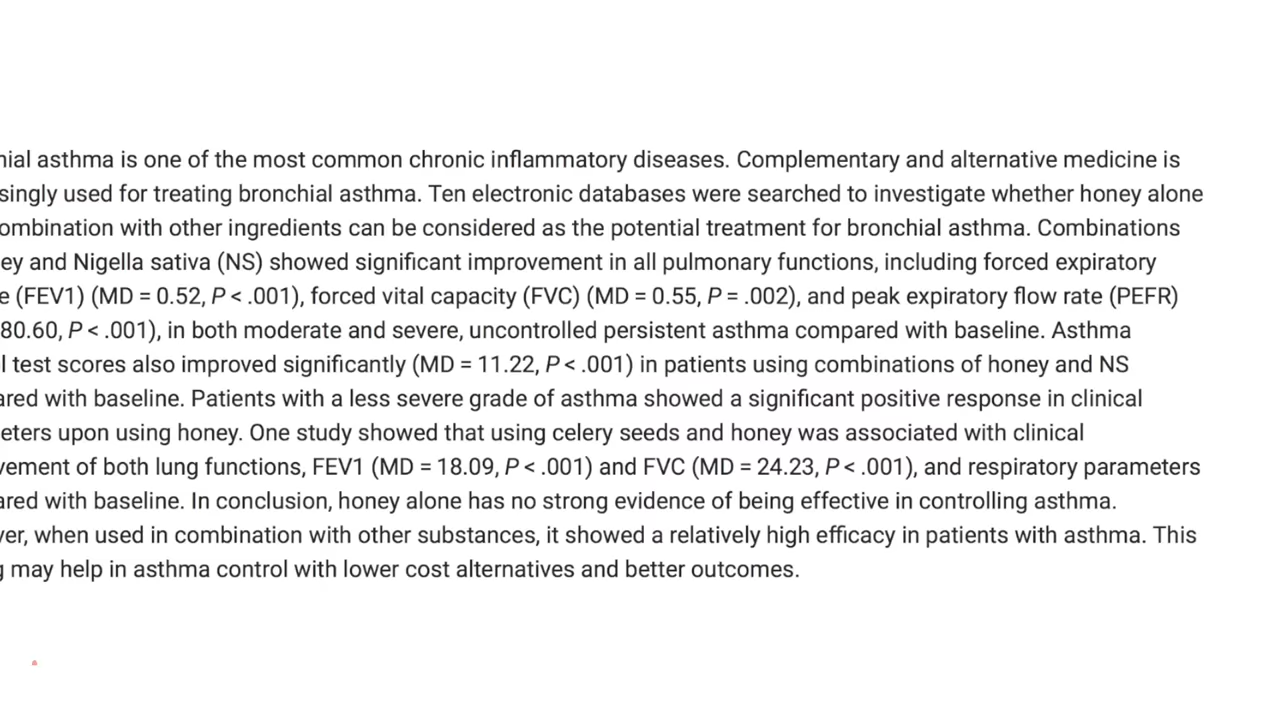 nial asthma is one of the most common chronic inflammatory diseases. Complementary and alternative medicine is
singly used for treating bronchial asthma. Ten electronic databases were searched to investigate whether honey alone
ombination with other ingredients can be considered as the potential treatment for bronchial asthma. Combinations
ey and Nigella sativa (NS) showed significant improvement in all pulmonary functions, including forced expiratory
e (FEV1) (MD = 0.52, P < .001), forced vital capacity (FVC) (MD = 0.55, P = .002), and peak expiratory flow rate (PEFR)
80.60, P < .001), in both moderate and severe, uncontrolled persistent asthma compared with baseline. Asthma
l test scores also improved significantly (MD = 11.22, P < .001) in patients using combinations of honey and NS
ared with baseline. Patients with a less severe grade of asthma showed a significant positive response in clinical
eters upon using honey. One study showed that using celery seeds and honey was associated with clinical
vement of both lung functions, FEV1 (MD = 18.09, P < .001) and FVC (MD = 24.23, P < .001), and respiratory parameters
ared with baseline. In conclusion, honey alone has no strong evidence of being effective in controlling asthma.
ver, when used in combination with other substances, it showed a relatively high efficacy in patients with asthma. This
g may help in asthma control with lower cost alternatives and better outcomes.